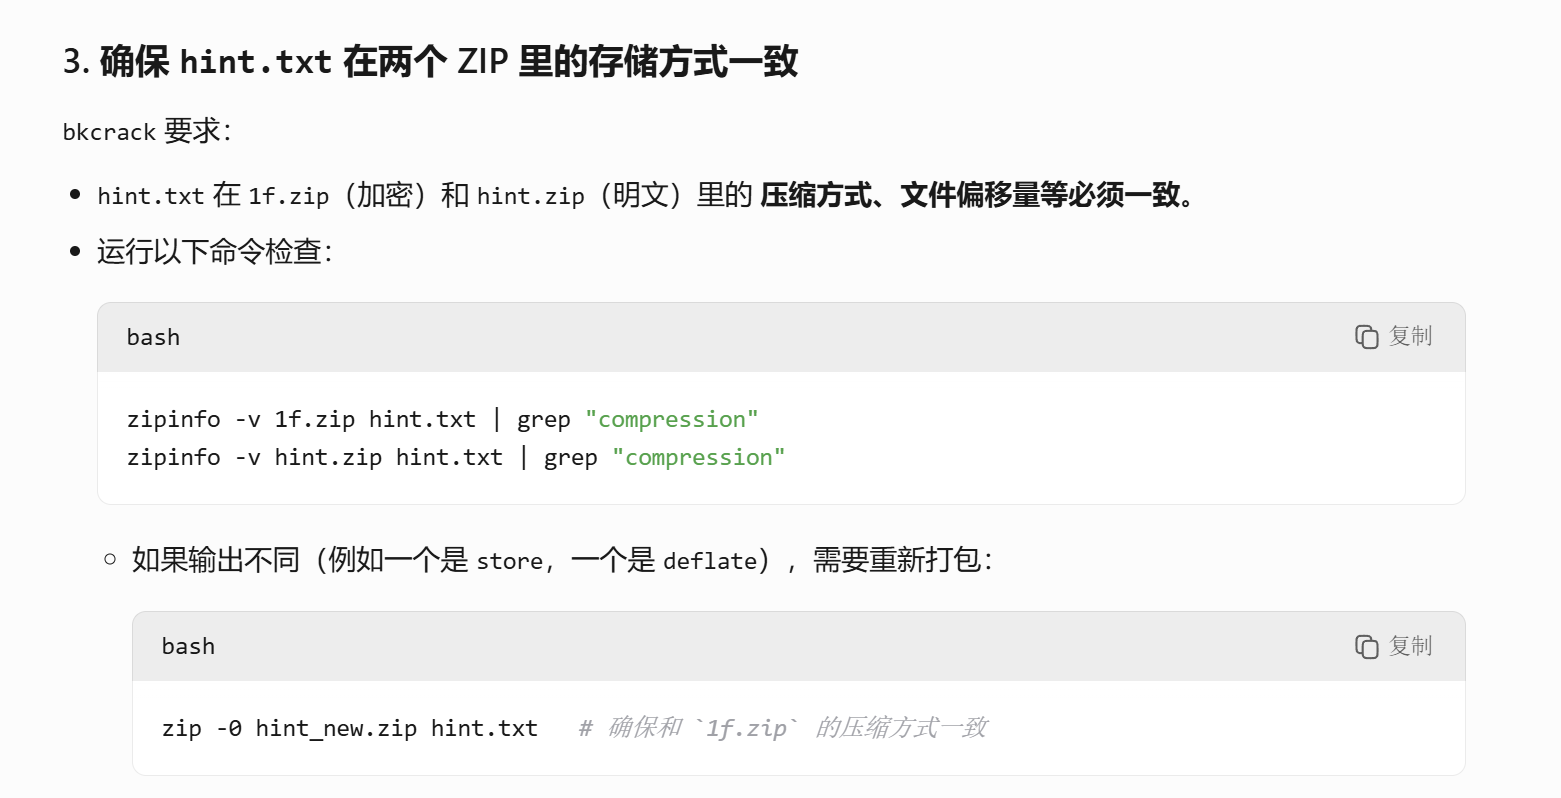 3. 确保 hint.txt 在两个 ZIP 里的存储方式一致
bkcrack 要求：
hint.txt 在 1f.zip（加密）和 hint.zip（明文）里的 压缩方式、文件偏移量等必须一致。
运行以下命令检查：
bash
复制
zipinfo -v 1f.zip hint.txt | grep "compression"
zipinfo -v hint.zip hint.txt | grep "compression"
如果输出不同（例如一个是 store，一个是 deflate），需要重新打包：
bash
复制
zip -0 hint_new.zip hint.txt   # 确保和 `1f.zip` 的压缩方式一致